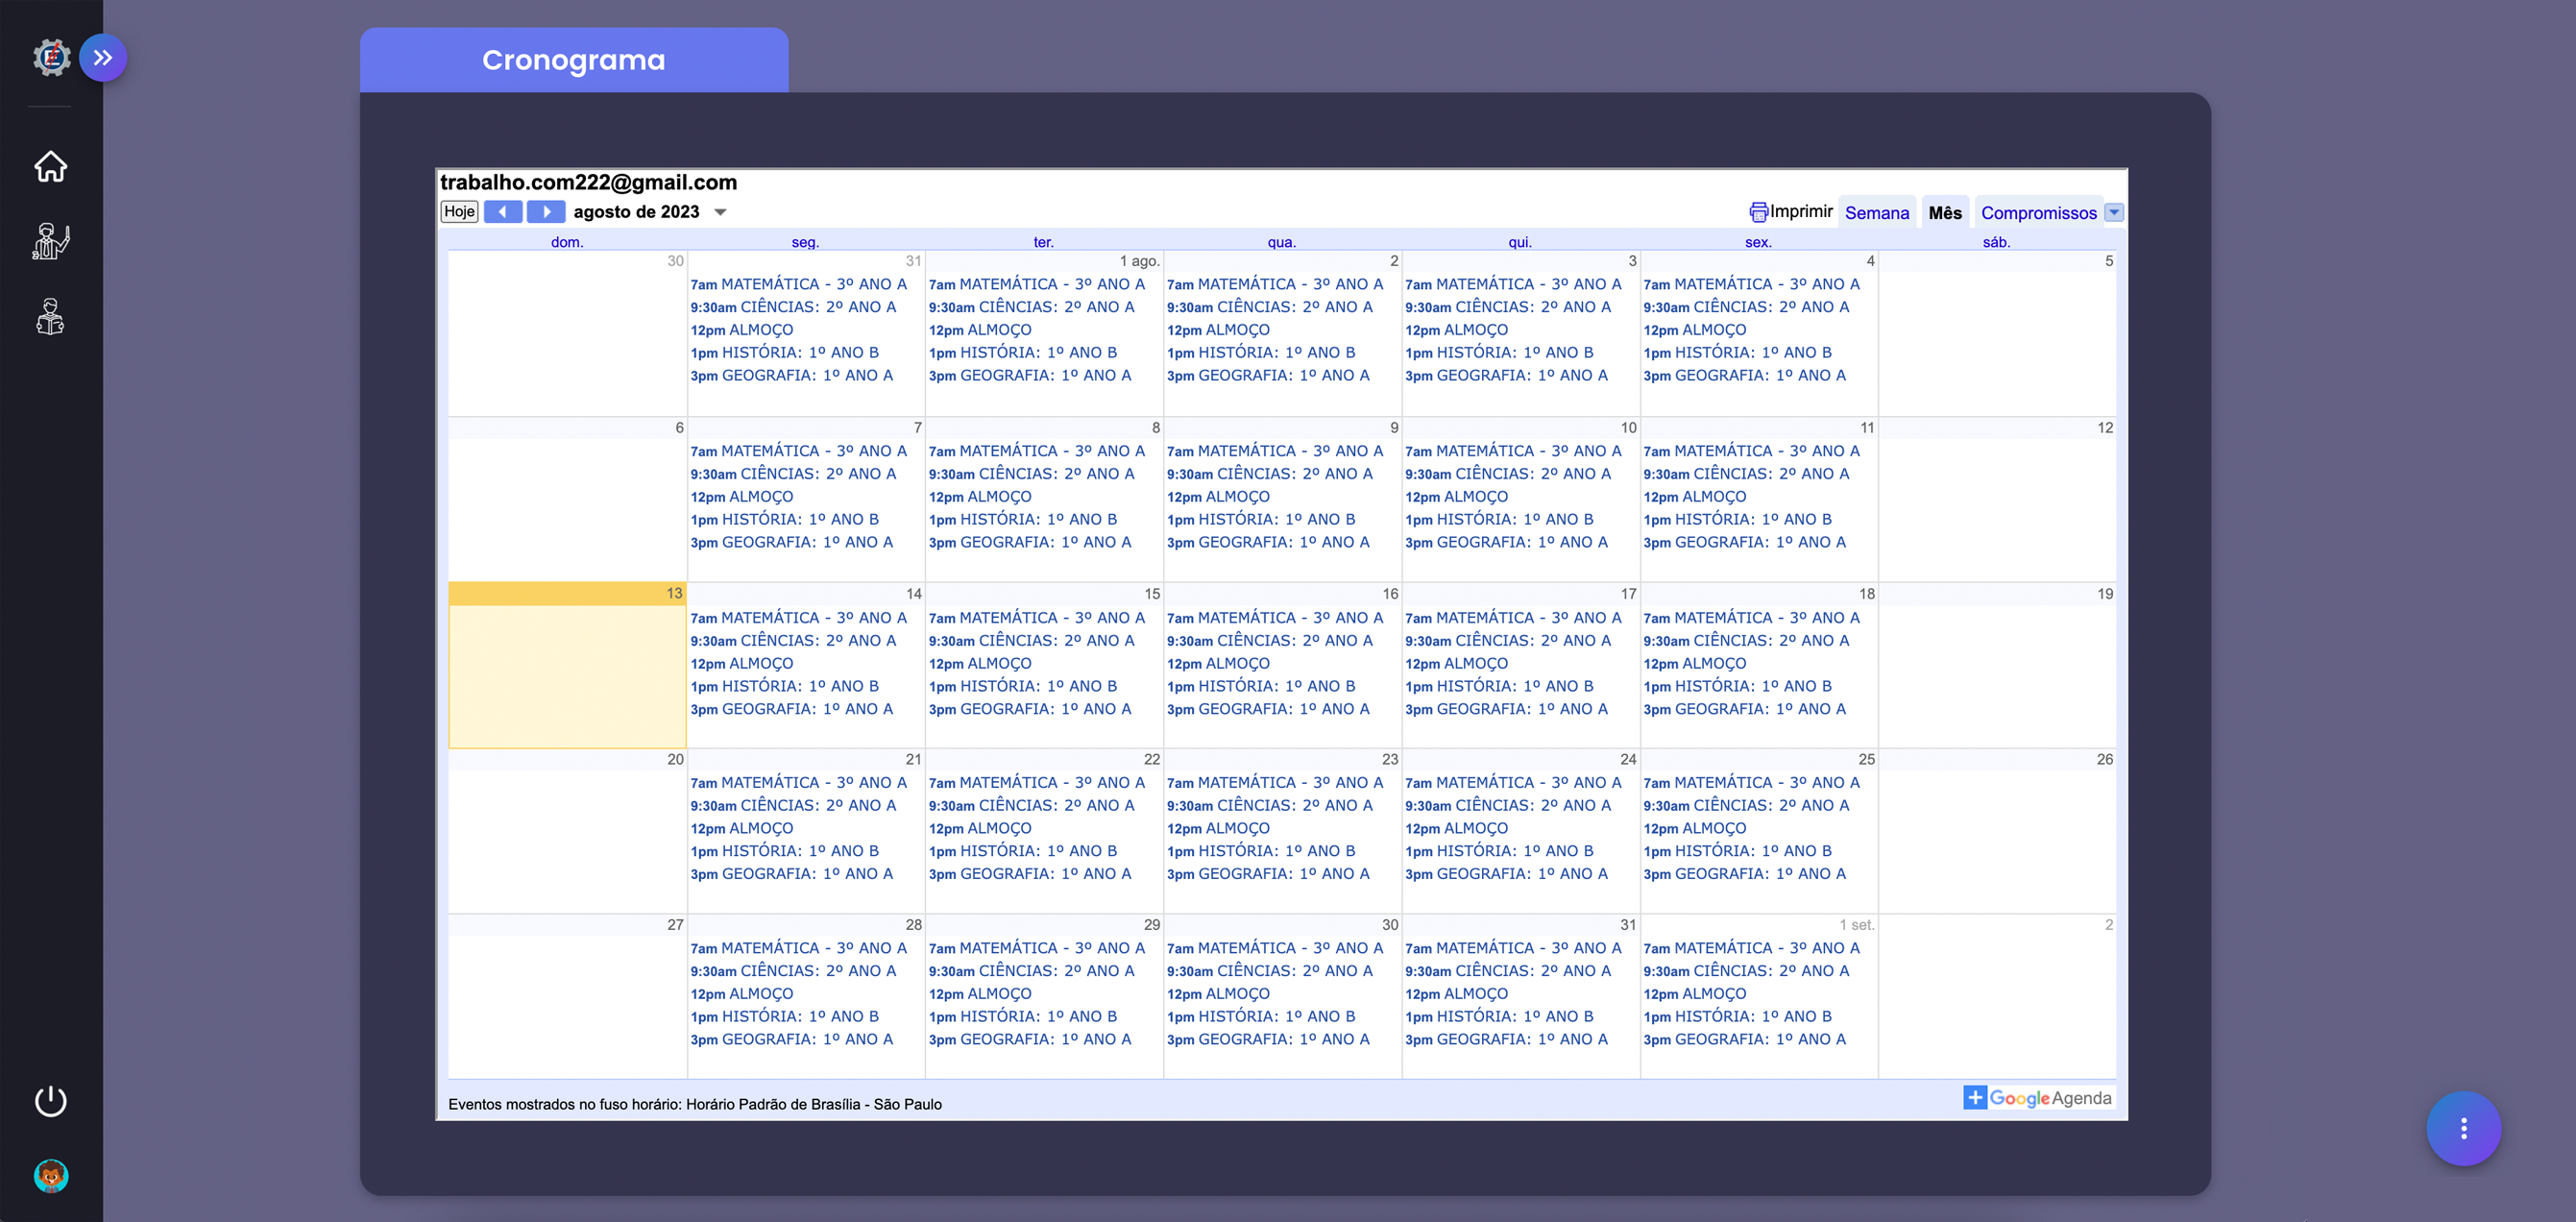 Cronograma
trabalho.com222@gmail.com
Hoje agosto de 2023 Imprimir Semana Mês Compromissos
dom. seg. ter. qua. qui. sex. sáb.
30 31 1 ago. 2 3 4 5
7am MATEMÁTICA - 3º ANO A 7am MATEMÁTICA - 3º ANO A 7am MATEMÁTICA - 3º ANO A 7am MATEMÁTICA - 3º ANO A 7am MATEMÁTICA - 3º ANO A
9:30am CIÊNCIAS: 2º ANO A 9:30am CIÊNCIAS: 2º ANO A 9:30am CIÊNCIAS: 2º ANO A 9:30am CIÊNCIAS: 2º ANO A 9:30am CIÊNCIAS: 2º ANO A
12pm ALMOÇO 12pm ALMOÇO 12pm ALMOÇO 12pm ALMOÇO 12pm ALMOÇO
1pm HISTÓRIA: 1º ANO B 1pm HISTÓRIA: 1º ANO B 1pm HISTÓRIA: 1º ANO B 1pm HISTÓRIA: 1º ANO B 1pm HISTÓRIA: 1º ANO B
3pm GEOGRAFIA: 1º ANO A 3pm GEOGRAFIA: 1º ANO A 3pm GEOGRAFIA: 1º ANO A 3pm GEOGRAFIA: 1º ANO A 3pm GEOGRAFIA: 1º ANO A
6 7 8 9 10 11 12
7am MATEMÁTICA - 3º ANO A 7am MATEMÁTICA - 3º ANO A 7am MATEMÁTICA - 3º ANO A 7am MATEMÁTICA - 3º ANO A 7am MATEMÁTICA - 3º ANO A
9:30am CIÊNCIAS: 2º ANO A 9:30am CIÊNCIAS: 2º ANO A 9:30am CIÊNCIAS: 2º ANO A 9:30am CIÊNCIAS: 2º ANO A 9:30am CIÊNCIAS: 2º ANO A
12pm ALMOÇO 12pm ALMOÇO 12pm ALMOÇO 12pm ALMOÇO 12pm ALMOÇO
1pm HISTÓRIA: 1º ANO B 1pm HISTÓRIA: 1º ANO B 1pm HISTÓRIA: 1º ANO B 1pm HISTÓRIA: 1º ANO B 1pm HISTÓRIA: 1º ANO B
3pm GEOGRAFIA: 1º ANO A 3pm GEOGRAFIA: 1º ANO A 3pm GEOGRAFIA: 1º ANO A 3pm GEOGRAFIA: 1º ANO A 3pm GEOGRAFIA: 1º ANO A
13 14 15 16 17 18 19
7am MATEMÁTICA - 3º ANO A 7am MATEMÁTICA - 3º ANO A 7am MATEMÁTICA - 3º ANO A 7am MATEMÁTICA - 3º ANO A 7am MATEMÁTICA - 3º ANO A
9:30am CIÊNCIAS: 2º ANO A 9:30am CIÊNCIAS: 2º ANO A 9:30am CIÊNCIAS: 2º ANO A 9:30am CIÊNCIAS: 2º ANO A 9:30am CIÊNCIAS: 2º ANO A
12pm ALMOÇO 12pm ALMOÇO 12pm ALMOÇO 12pm ALMOÇO 12pm ALMOÇO
1pm HISTÓRIA: 1º ANO B 1pm HISTÓRIA: 1º ANO B 1pm HISTÓRIA: 1º ANO B 1pm HISTÓRIA: 1º ANO B 1pm HISTÓRIA: 1º ANO B
3pm GEOGRAFIA: 1º ANO A 3pm GEOGRAFIA: 1º ANO A 3pm GEOGRAFIA: 1º ANO A 3pm GEOGRAFIA: 1º ANO A 3pm GEOGRAFIA: 1º ANO A
20 21 22 23 24 25 26
7am MATEMÁTICA - 3º ANO A 7am MATEMÁTICA - 3º ANO A 7am MATEMÁTICA - 3º ANO A 7am MATEMÁTICA - 3º ANO A 7am MATEMÁTICA - 3º ANO A
9:30am CIÊNCIAS: 2º ANO A 9:30am CIÊNCIAS: 2º ANO A 9:30am CIÊNCIAS: 2º ANO A 9:30am CIÊNCIAS: 2º ANO A 9:30am CIÊNCIAS: 2º ANO A
12pm ALMOÇO 12pm ALMOÇO 12pm ALMOÇO 12pm ALMOÇO 12pm ALMOÇO
1pm HISTÓRIA: 1º ANO B 1pm HISTÓRIA: 1º ANO B 1pm HISTÓRIA: 1º ANO B 1pm HISTÓRIA: 1º ANO B 1pm HISTÓRIA: 1º ANO B
3pm GEOGRAFIA: 1º ANO A 3pm GEOGRAFIA: 1º ANO A 3pm GEOGRAFIA: 1º ANO A 3pm GEOGRAFIA: 1º ANO A 3pm GEOGRAFIA: 1º ANO A
27 28 29 30 31 1 set. 2
7am MATEMÁTICA - 3º ANO A 7am MATEMÁTICA - 3º ANO A 7am MATEMÁTICA - 3º ANO A 7am MATEMÁTICA - 3º ANO A 7am MATEMÁTICA - 3º ANO A
9:30am CIÊNCIAS: 2º ANO A 9:30am CIÊNCIAS: 2º ANO A 9:30am CIÊNCIAS: 2º ANO A 9:30am CIÊNCIAS: 2º ANO A 9:30am CIÊNCIAS: 2º ANO A
12pm ALMOÇO 12pm ALMOÇO 12pm ALMOÇO 12pm ALMOÇO 12pm ALMOÇO
1pm HISTÓRIA: 1º ANO B 1pm HISTÓRIA: 1º ANO B 1pm HISTÓRIA: 1º ANO B 1pm HISTÓRIA: 1º ANO B 1pm HISTÓRIA: 1º ANO B
3pm GEOGRAFIA: 1º ANO A 3pm GEOGRAFIA: 1º ANO A 3pm GEOGRAFIA: 1º ANO A 3pm GEOGRAFIA: 1º ANO A 3pm GEOGRAFIA: 1º ANO A
Eventos mostrados no fuso horário: Horário Padrão de Brasília - São Paulo
Google Agenda